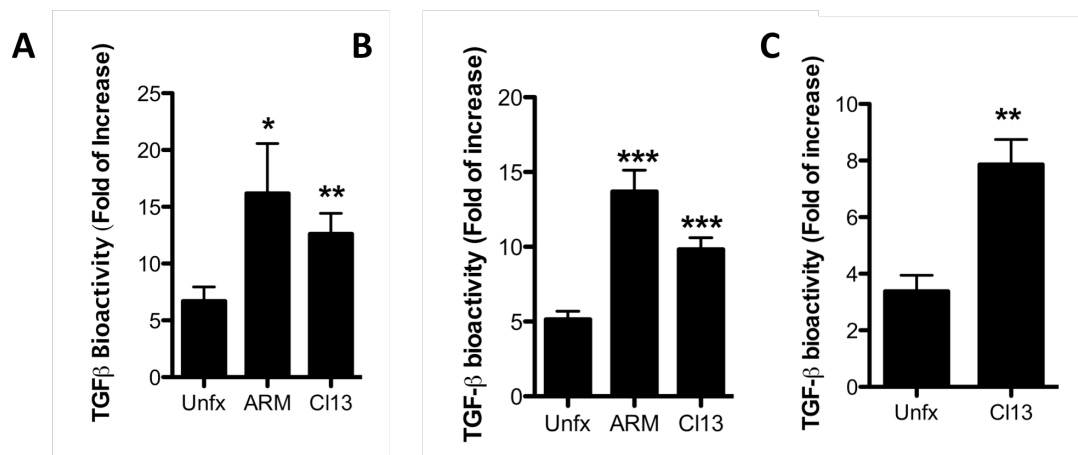 A
TGFβ Bioactivity (Fold of Increase)
25
20
15
10
5
0
*
**
Unfx ARM Cl13
B
TGF-β bioactivity (Fold of increase)
20
15
10
5
0
***
***
Unfx ARM Cl13
C
TGF-β bioactivity (Fold of increase)
10
8
6
4
2
0
**
Unfx Cl13